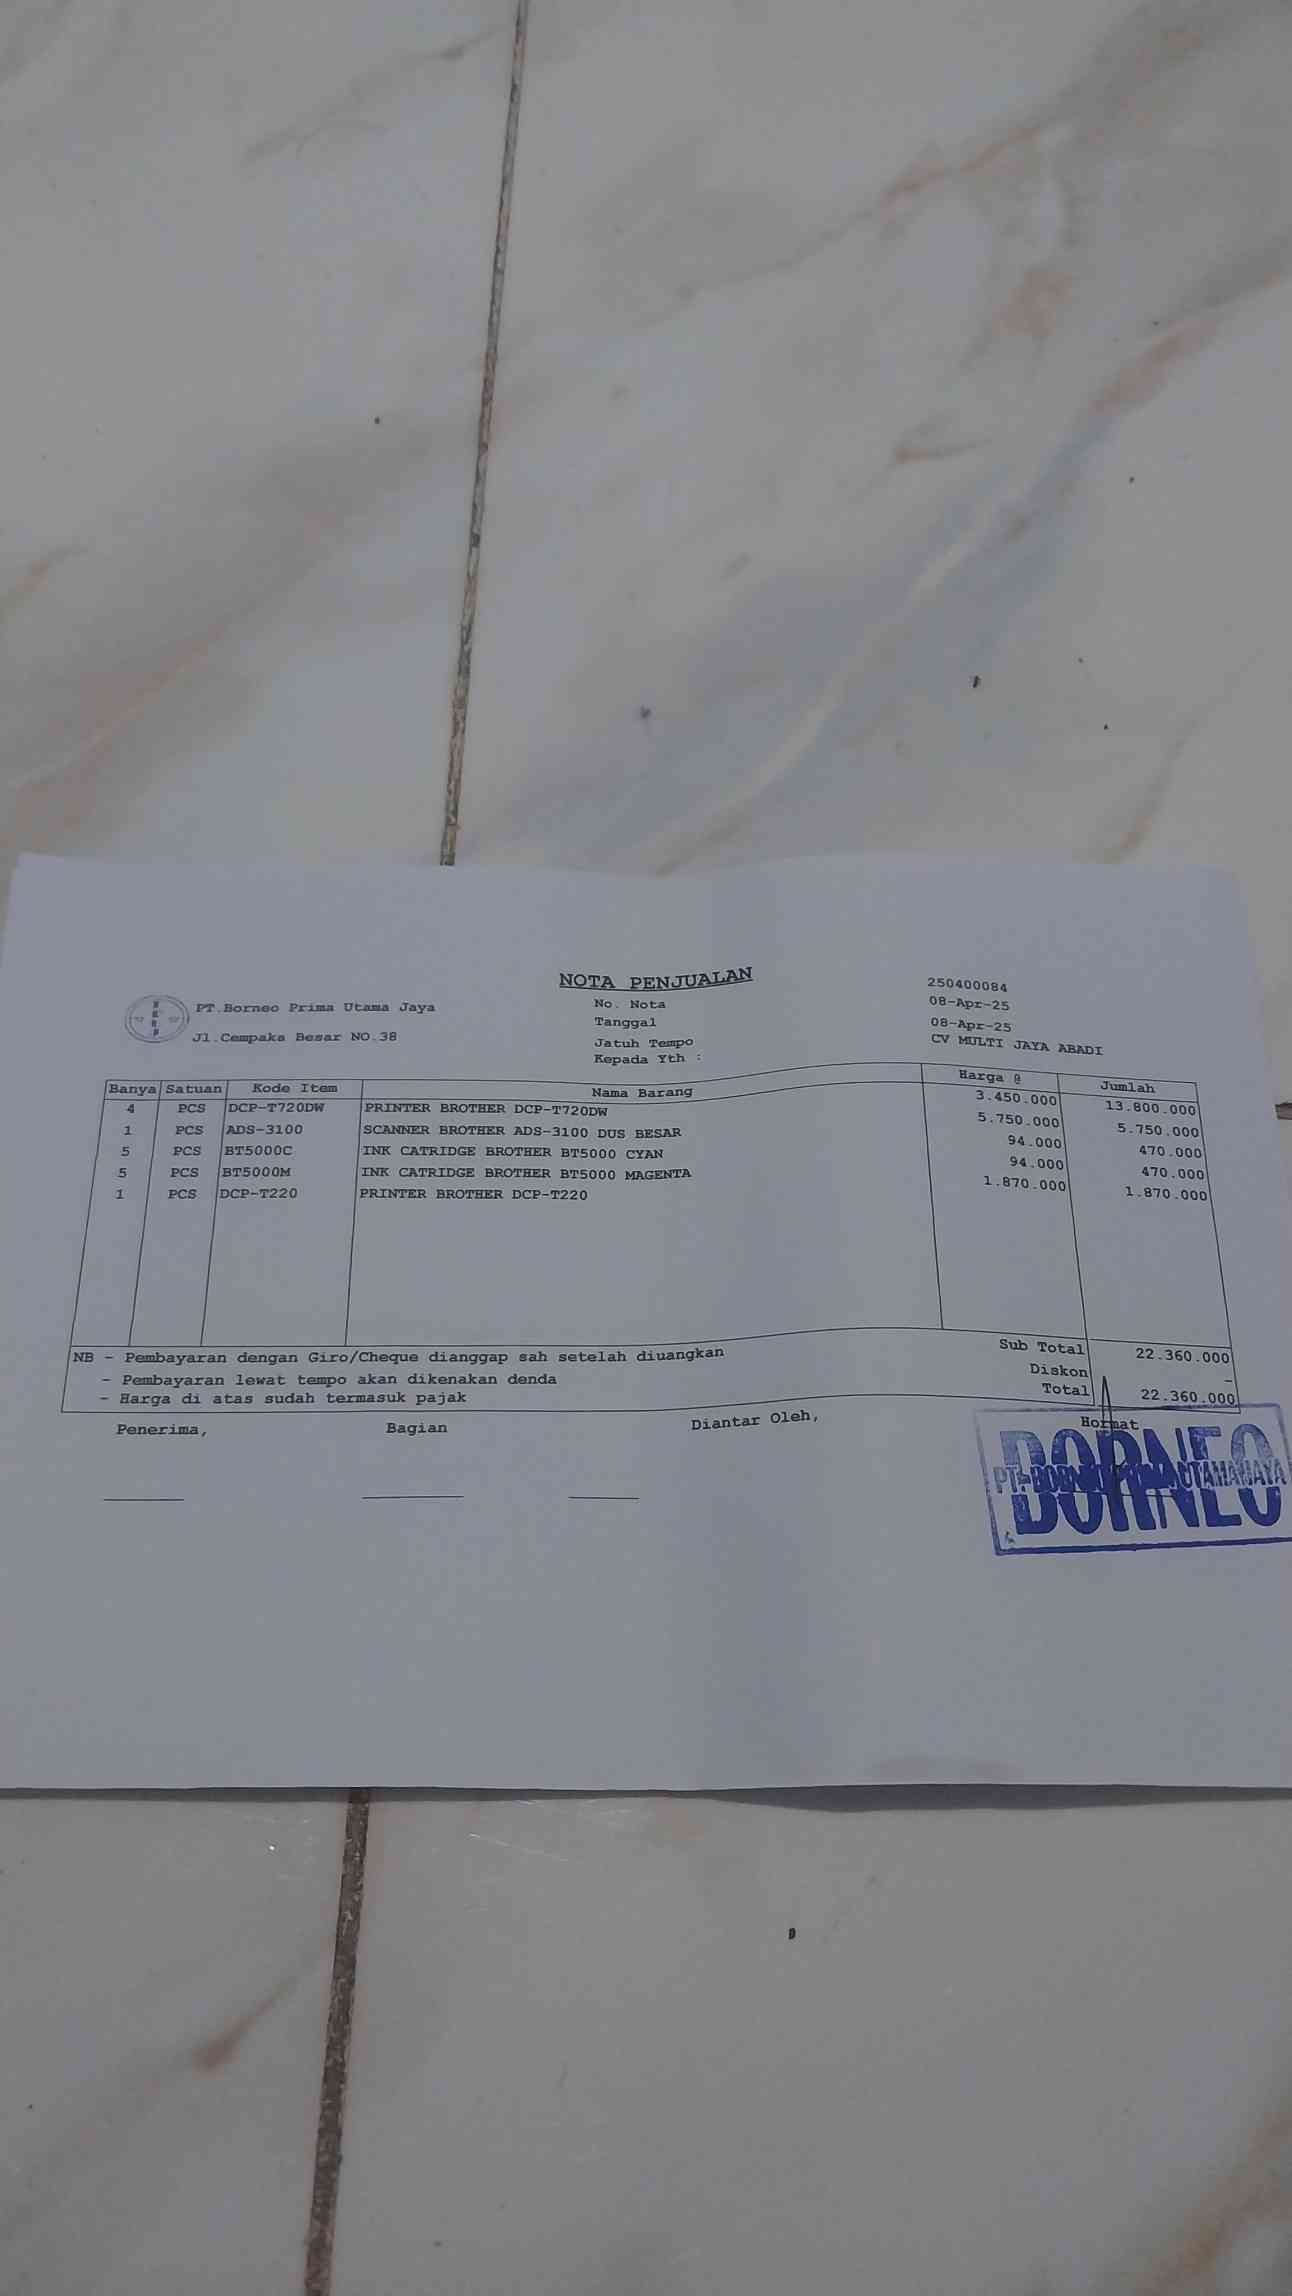 NOTA PENJUALAN
PT.Borneo Prima Utama Jaya
Jl.Cempaka Besar NO.38
No. Nota 250400084
Tanggal 08-Apr-25
Jatuh Tempo 08-Apr-25
Kepada Yth : CV MULTI JAYA ABADI
Banya Satuan Kode Item Nama Barang Harga @ Jumlah
4 PCS DCP-T720DW PRINTER BROTHER DCP-T720DW 3.450.000 13.800.000
1 PCS ADS-3100 SCANNER BROTHER ADS-3100 DUS BESAR 5.750.000 5.750.000
5 PCS BT5000C INK CATRIDGE BROTHER BT5000 CYAN 94.000 470.000
5 PCS BT5000M INK CATRIDGE BROTHER BT5000 MAGENTA 94.000 470.000
1 PCS DCP-T220 PRINTER BROTHER DCP-T220 1.870.000 1.870.000
NB - Pembayaran dengan Giro/Cheque dianggap sah setelah diuangkan Sub Total 22.360.000
- Pembayaran lewat tempo akan dikenakan denda Diskon -
- Harga di atas sudah termasuk pajak Total 22.360.000
Penerima, Bagian Diantar Oleh, Hormat
BORNEO
PT. BORNEO UTAMA JAYA